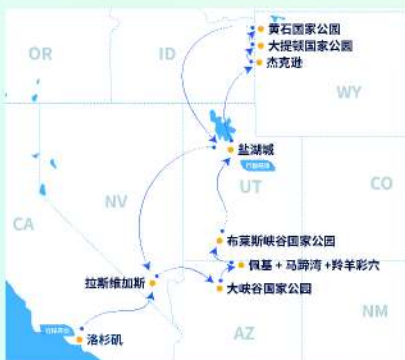 黄石国家公园
OR
ID
大提顿国家公园
杰克逊
WY
盐湖城
NV
UT
CO
CA
布莱斯峡谷国家公园
佩基 + 马蹄湾 +羚羊彩穴
拉斯维加斯
大峡谷国家公园
洛杉矶
AZ
NM